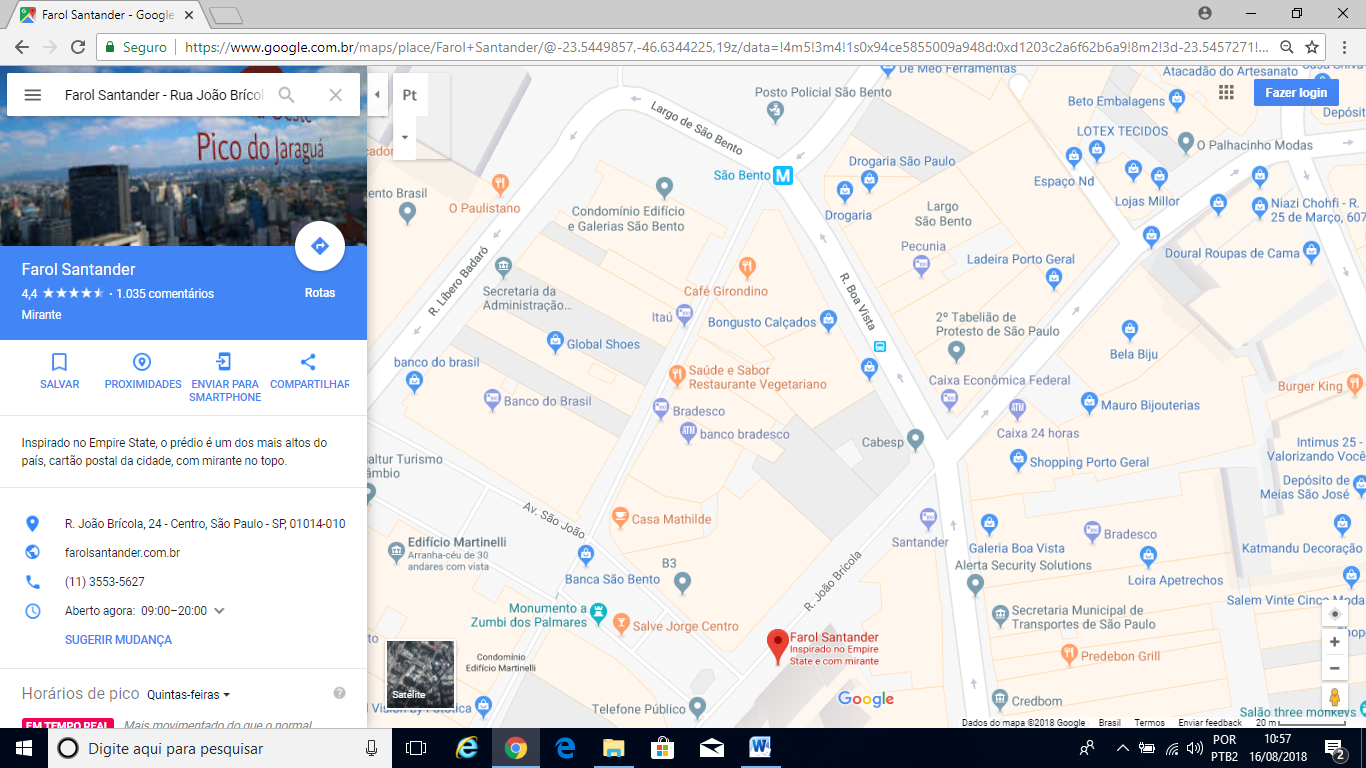 Farol Santander - Google
Seguro
https://www.google.com.br/maps/place/Farol+Santander/@-23.5449857,-46.6344225,19z/data=!4m5!3m4!1s0x94ce5855009a948d:0xd1203c2a6f62b6a9!8m2!3d-23.5457271!...
Farol Santander - Rua João Brícol
Pico do Jaraguá
Farol Santander
4,4 · 1.035 comentários
Mirante
Rotas
SALVAR
PROXIMIDADES
ENVIAR PARA
SMARTPHONE
COMPARTILHAR
Inspirado no Empire State, o prédio é um dos mais altos do
país, cartão postal da cidade, com mirante no topo.
R. João Brícola, 24 - Centro, São Paulo - SP, 01014-010
farolsantander.com.br
(11) 3553-5627
Aberto agora: 09:00–20:00
SUGERIR MUDANÇA
Horários de pico Quintas-feiras
EM TEMPO REAL Mais movimentado do que o normal
Pt
De Meo Ferramentas
Atacadão do Artesanato
Fazer login
Posto Policial São Bento
Beto Embalagens
Depósit
Largo de São Bento
LOTEX TECIDOS
O Palhacinho Modas
Drogaria São Paulo
São Bento
M
Espaço Nd
ento Brasil
O Paulistano
Condomínio Edifício
e Galerias São Bento
Drogaria
Largo
São Bento
Lojas Millor
Niazi Chohfi - R.
25 de Março, 607
Pecunia
Doural Roupas de Cama
Ladeira Porto Geral
R. Líbero Badaró
Secretaria da
Administração...
Café Girondino
R. Boa Vista
Itaú
Bongusto Calçados
2º Tabelião de
Protesto de São Paulo
Global Shoes
Bela Biju
banco do brasil
Saúde e Sabor
Restaurante Vegetariano
Caixa Econômica Federal
Burger King
Banco do Brasil
Bradesco
ATM
Mauro Bijouterias
ATM
banco bradesco
Caixa 24 horas
Cabesp
Intimus 25 -
Valorizando Você
galtur Turismo
âmbio
Shopping Porto Geral
Depósito de
Meias São José
Av. São João
Casa Mathilde
Santander
Bradesco
Edifício Martinelli
Arranha-céu de 30
andares com vista
Galeria Boa Vista
Katmandu Decoração
B3
Banca São Bento
Alerta Security Solutions
Loira Apetrechos
R. João Brícola
Monumento a
Zumbi dos Palmares
Salem Vinte Cinco Moda
Secretaria Municipal de
Transportes de São Paulo
Salve Jorge Centro
Farol Santander
Inspirado no Empire
State e com mirante
Condominio
Edifício Martinelli
Predebon Grill
Satélite
Google
Credbom
Telefone Público
Salão three monkeys
Dados do mapa ©2018 Google Brasil Termos Enviar feedback 20 m
Digite aqui para pesquisar
POR
PTB2
10:57
16/08/2018
2